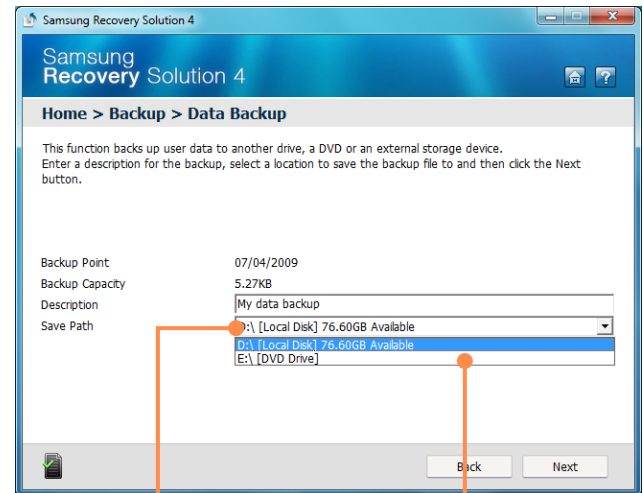 Samsung Recovery Solution 4
Samsung
Recovery Solution 4
?
Home > Backup > Data Backup
This function backs up user data to another drive, a DVD or an external storage device.
Enter a description for the backup, select a location to save the backup file to and then click the Next
button.
Backup Point 07/04/2009
Backup Capacity 5.27KB
Description My data backup
Save Path D:\ [Local Disk] 76.60GB Available
D:\ [Local Disk] 76.60GB Available
E:\ [DVD Drive]
Back Next